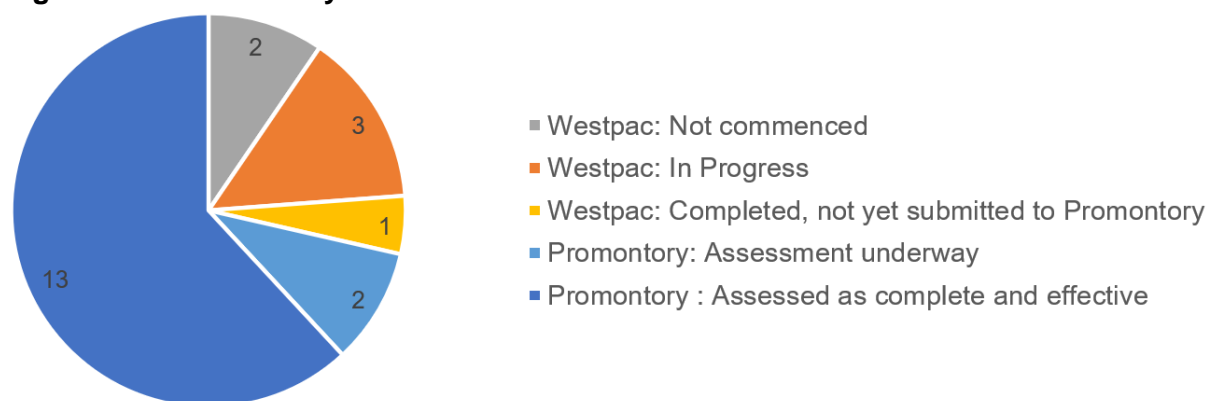 2
3
1
2
13
Westpac: Not commenced
Westpac: In Progress
Westpac: Completed, not yet submitted to Promontory
Promontory: Assessment underway
Promontory : Assessed as complete and effective